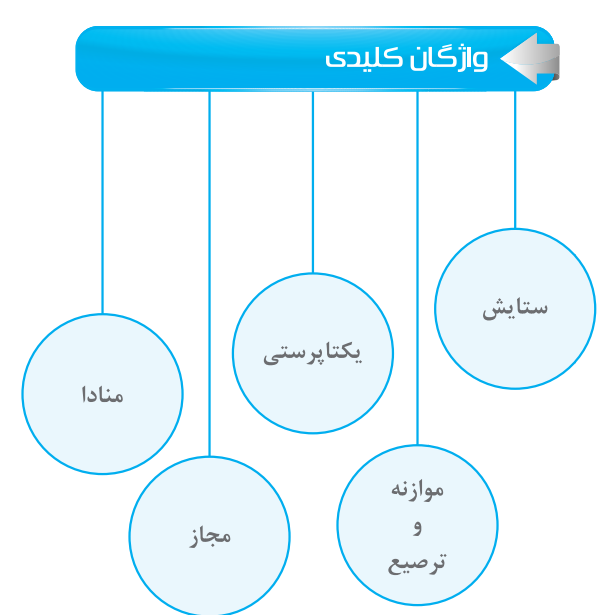 واژگان کلیدی
ستایش
موازنه
و
ترصیع
یکتاپرستی
مجاز
منادا